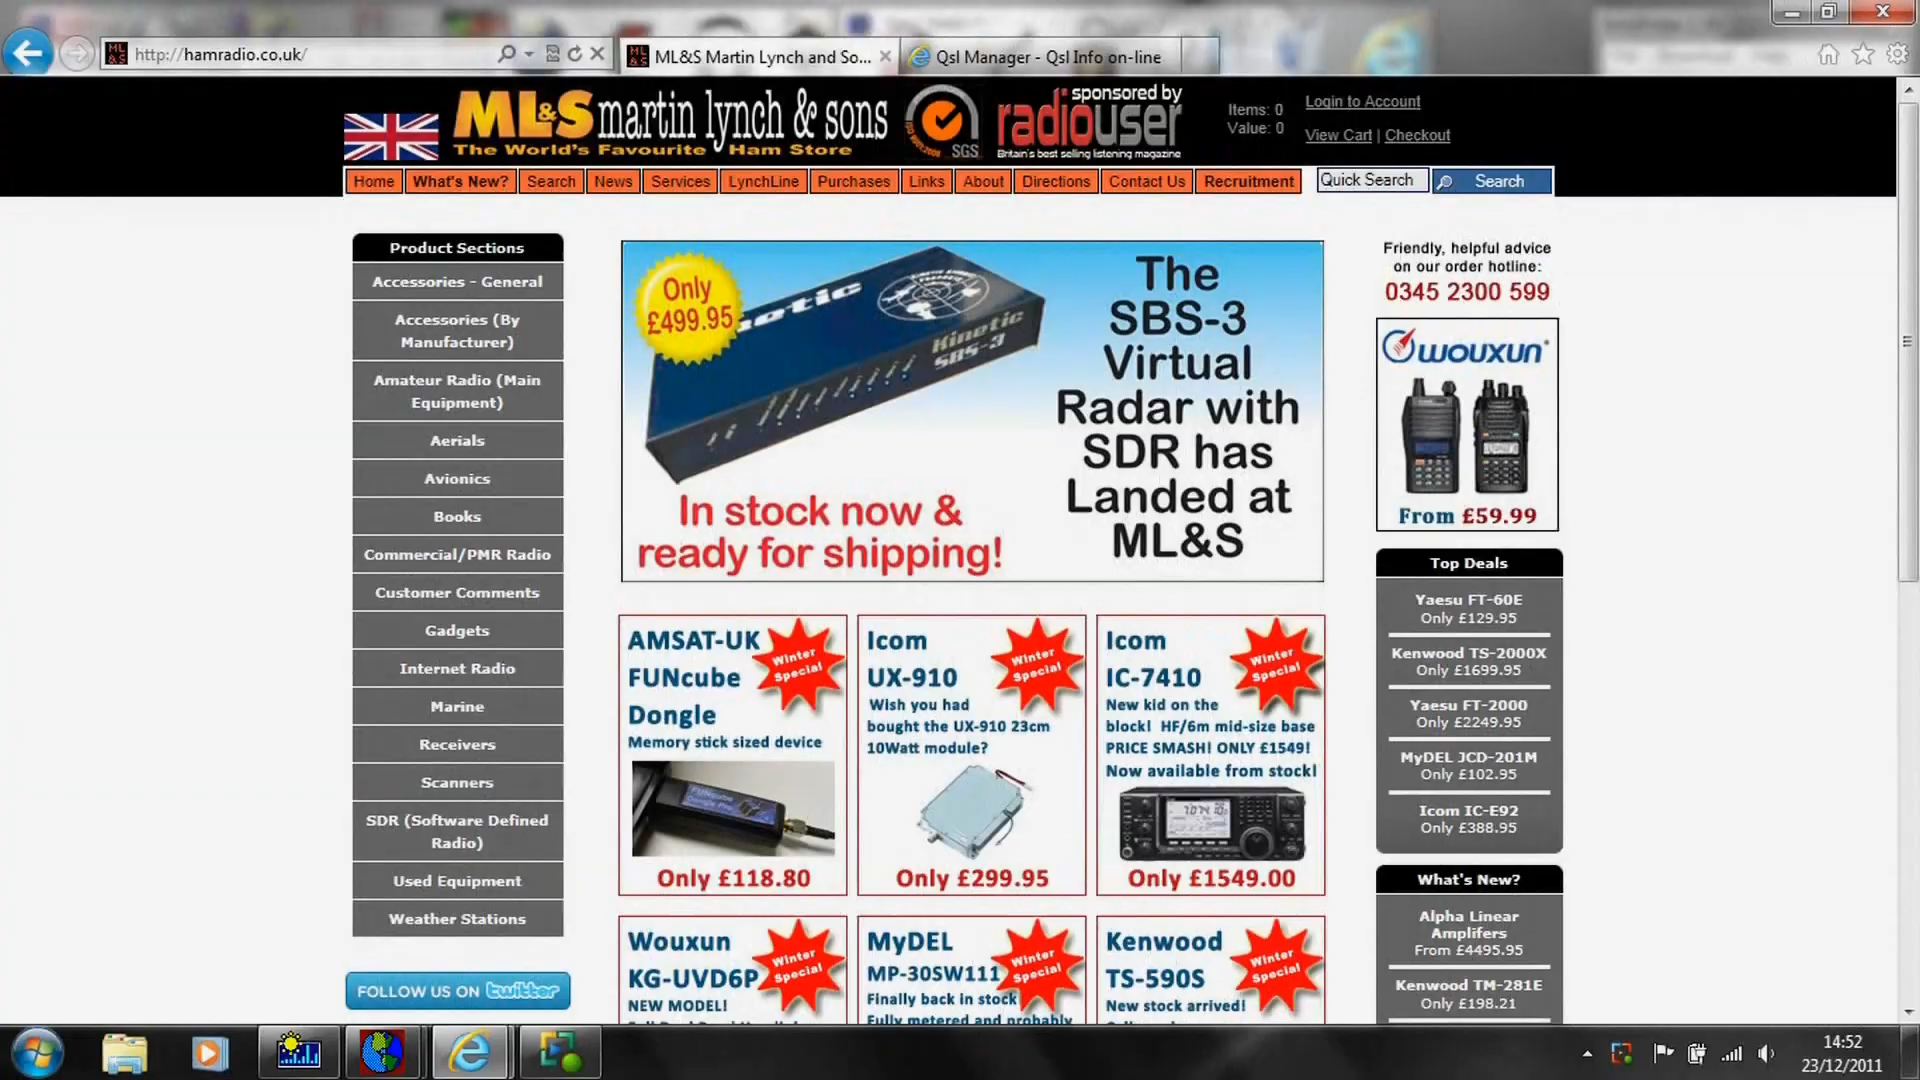 http://hamradio.co.uk/
ML&S Martin Lynch and So...
Qsl Manager - Qsl Info on-line
ML&S martin lynch & sons
The World's Favourite Ham Store
SGS
sponsored by
radiouser
Britain's best selling listening magazine
Items: 0
Value: 0
Login to Account
View Cart | Checkout
Home
What's New?
Search
News
Services
LynchLine
Purchases
Links
About
Directions
Contact Us
Recruitment
Quick Search
Search
Product Sections
Accessories - General
Accessories (By
Manufacturer)
Amateur Radio (Main
Equipment)
Aerials
Avionics
Books
Commercial/PMR Radio
Customer Comments
Gadgets
Internet Radio
Marine
Receivers
Scanners
SDR (Software Defined
Radio)
Used Equipment
Weather Stations
FOLLOW US ON twitter
Only
£499.95
Kinetic
SBS-3
In stock now &
ready for shipping!
The
SBS-3
Virtual
Radar with
SDR has
Landed at
ML&S
AMSAT-UK
FUNcube
Dongle
Memory stick sized device
Winter
Special
Only £118.80
Icom
UX-910
Wish you had
bought the UX-910 23cm
10Watt module?
Winter
Special
Only £299.95
Icom
IC-7410
New kid on the
block! HF/6m mid-size base
PRICE SMASH! ONLY £1549!
Now available from stock!
Winter
Special
Only £1549.00
Wouxun
KG-UVD6P
NEW MODEL!
Winter
Special
MyDEL
MP-30SW111
Finally back in stock
Fully metered and probably
Winter
Special
Kenwood
TS-590S
New stock arrived!
Winter
Special
Friendly, helpful advice
on our order hotline:
0345 2300 599
WOUXUN
From £59.99
Top Deals
Yaesu FT-60E
Only £129.95
Kenwood TS-2000X
Only £1699.95
Yaesu FT-2000
Only £2249.95
MyDEL JCD-201M
Only £102.95
Icom IC-E92
Only £388.95
What's New?
Alpha Linear
Amplifers
From £4495.95
Kenwood TM-281E
Only £198.21
14:52
23/12/2011